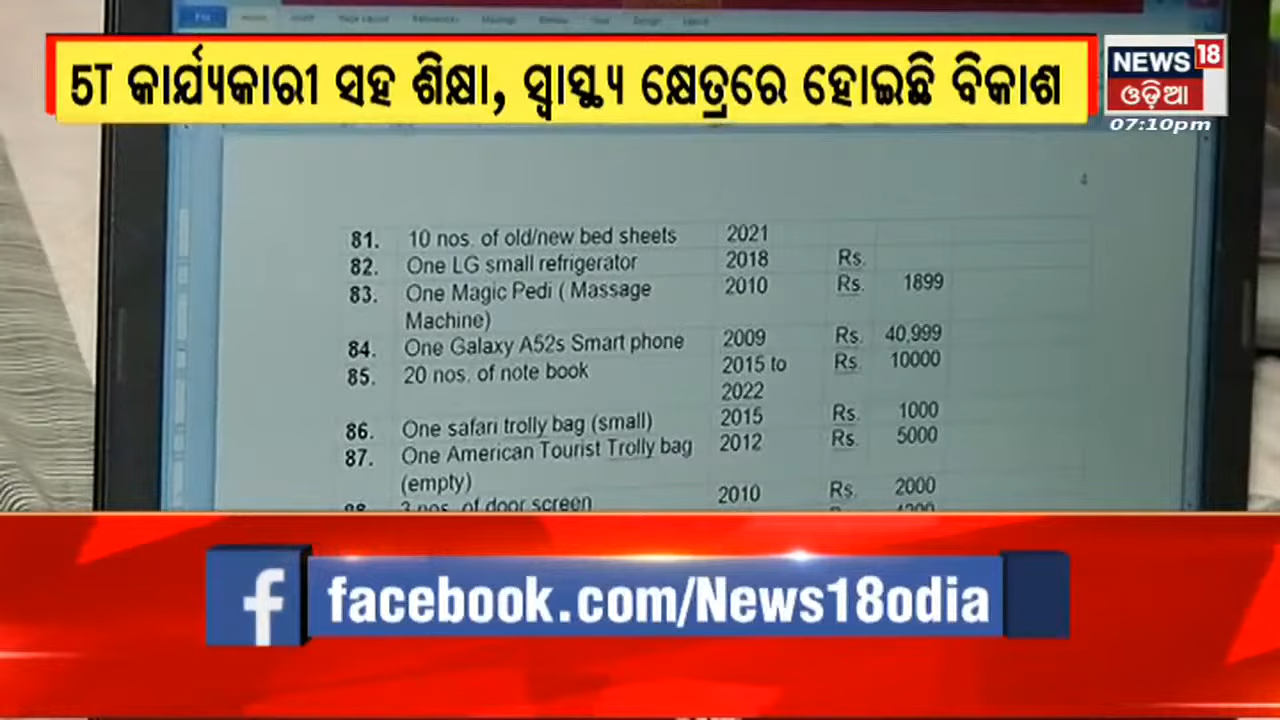 File
5T କାର୍ଯ୍ୟକାରୀ ସହ ଶିକ୍ଷା, ସ୍ୱାସ୍ଥ୍ୟ କ୍ଷେତ୍ରରେ ହୋଇଛି ବିକାଶ
NEWS 18
ଓଡ଼ିଆ
07:10pm
4
81. 10 nos. of old/new bed sheets 2021
82. One LG small refrigerator 2018 Rs.
83. One Magic Pedi ( Massage 2010 Rs. 1899
Machine)
84. One Galaxy A52s Smart phone 2009 Rs. 40,999
85. 20 nos. of note book 2015 to Rs. 10000
2022
86. One safari trolly bag (small) 2015 Rs. 1000
87. One American Tourist Trolly bag 2012 Rs. 5000
(empty)
88. 3 nos. of door screen 2010 Rs. 2000
f facebook.com/News18odia